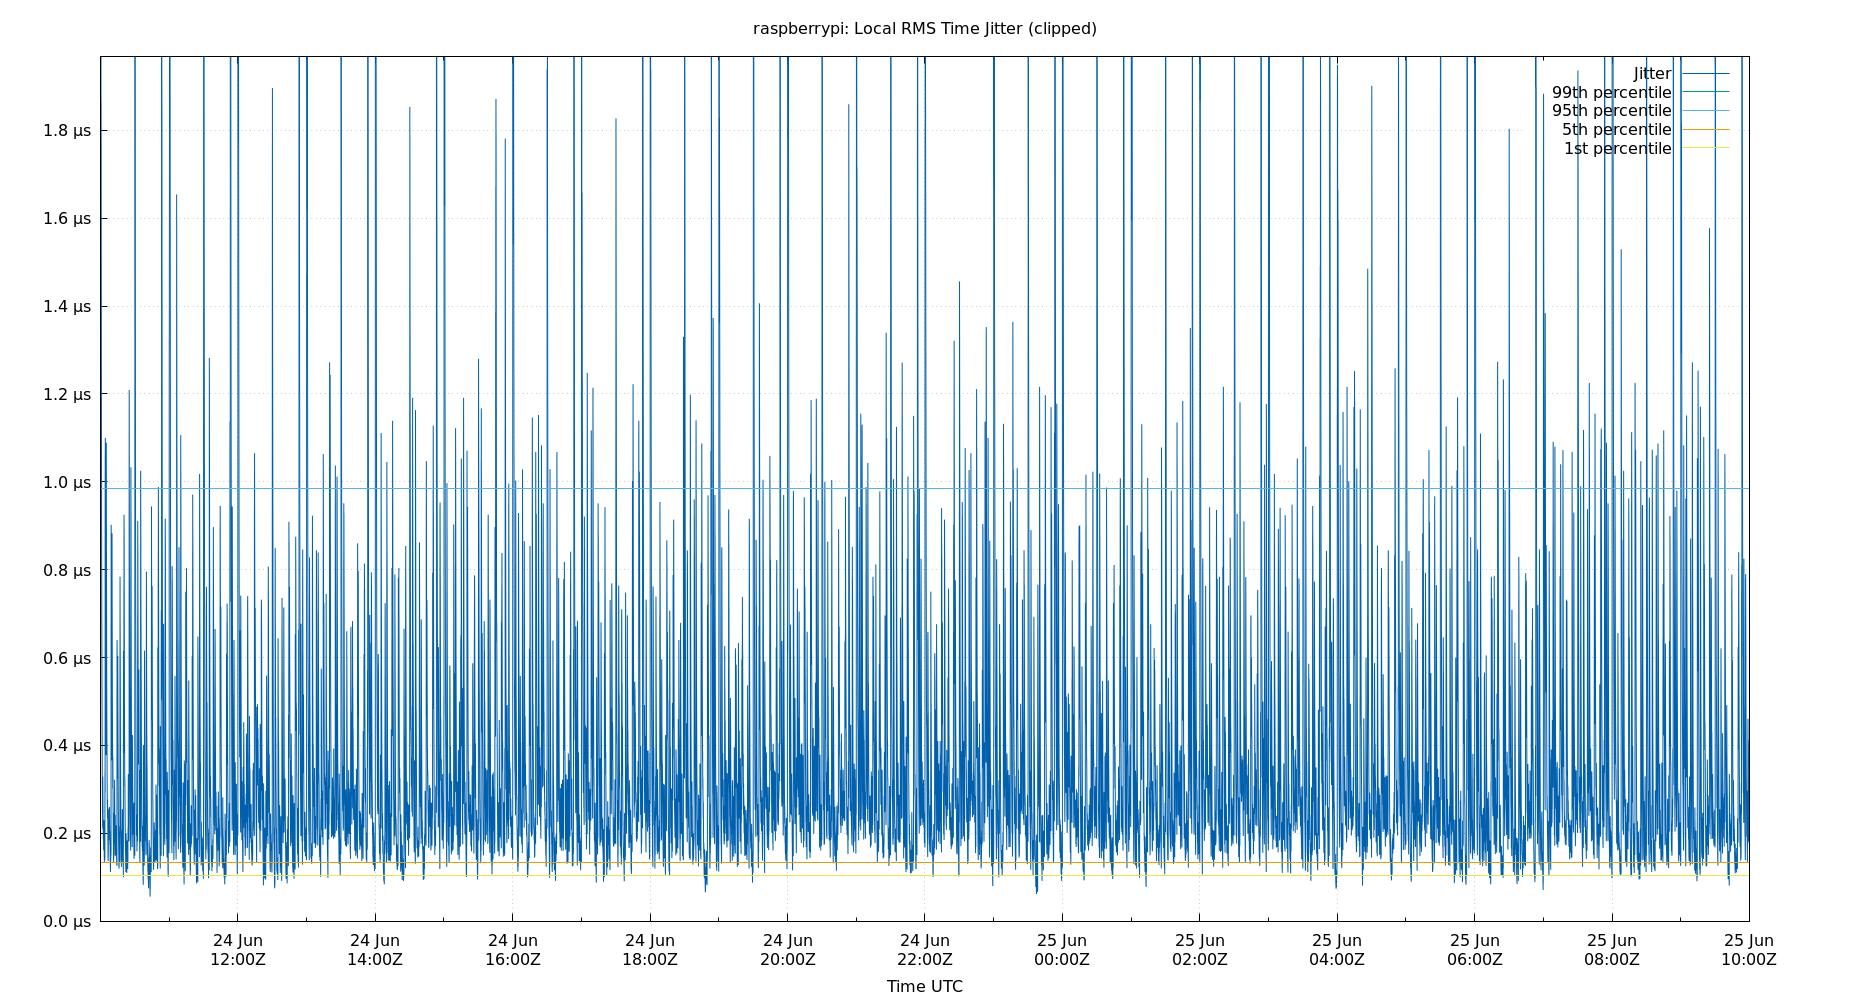 raspberrypi: Local RMS Time Jitter (clipped)
Jitter
99th percentile
95th percentile
5th percentile
1st percentile
1.8 μs
1.6 μs
1.4 μs
1.2 μs
1.0 μs
0.8 μs
0.6 μs
0.4 μs
0.2 μs
0.0 μs
24 Jun 24 Jun 24 Jun 24 Jun 24 Jun 24 Jun 25 Jun 25 Jun 25 Jun 25 Jun 25 Jun 25 Jun
12:00Z 14:00Z 16:00Z 18:00Z 20:00Z 22:00Z 00:00Z 02:00Z 04:00Z 06:00Z 08:00Z 10:00Z
Time UTC